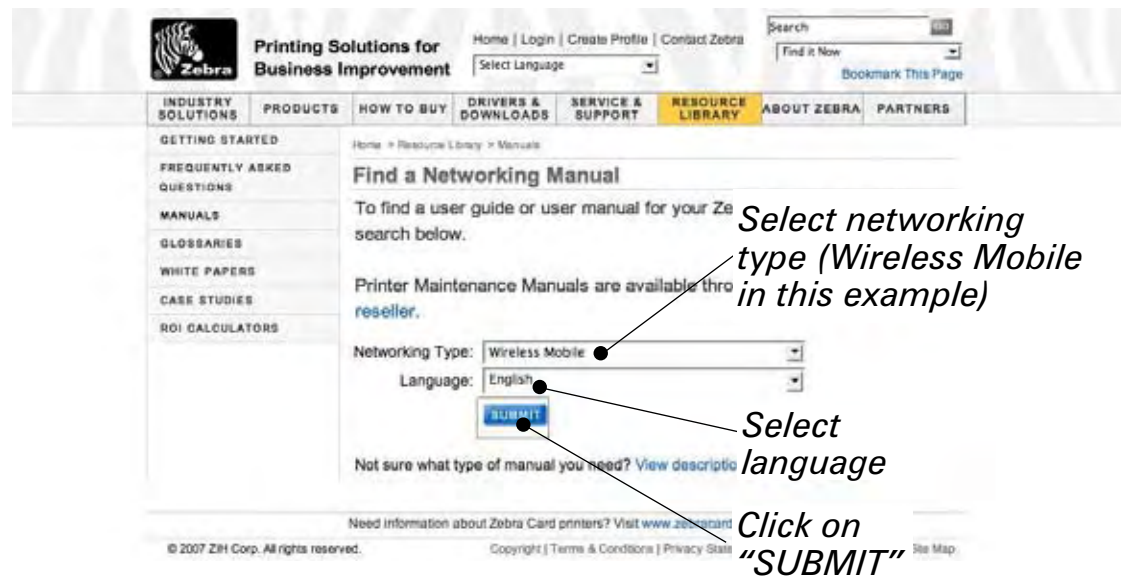 Zebra
Printing Solutions for
Business Improvement
Home | Login | Create Profile | Contact Zebra
Select Language
Search
GO
Find it Now
Bookmark This Page
INDUSTRY SOLUTIONS
PRODUCTS
HOW TO BUY
DRIVERS & DOWNLOADS
SERVICE & SUPPORT
RESOURCE LIBRARY
ABOUT ZEBRA
PARTNERS
GETTING STARTED
FREQUENTLY ASKED
QUESTIONS
MANUALS
GLOSSARIES
WHITE PAPERS
CASE STUDIES
ROI CALCULATORS
Home > Resource Library > Manuals
Find a Networking Manual
To find a user guide or user manual for your Ze
search below.
Printer Maintenance Manuals are available thro
reseller.
Networking Type: Wireless Mobile
Language: English
SUBMIT
Not sure what type of manual you need? View descriptio
Select networking
type (Wireless Mobile
in this example)
Select
language
Click on
“SUBMIT”
Need information about Zebra Card printers? Visit www.zebracard
© 2007 ZIH Corp. All rights reserved.
Copyright | Terms & Conditions | Privacy State
Site Map